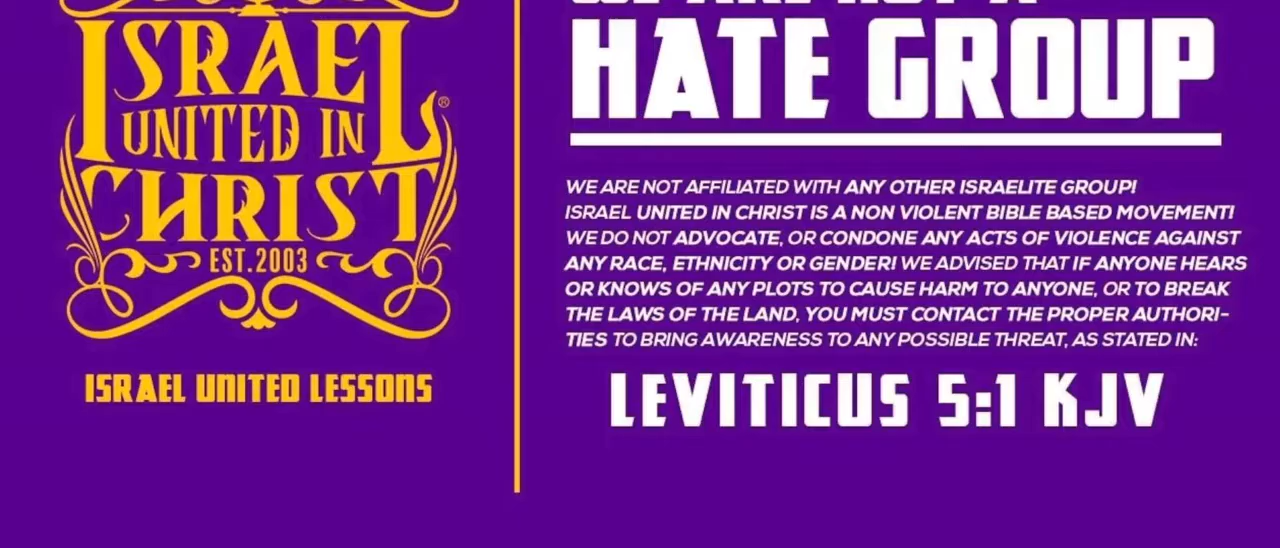 ISRAEL
UNITED IN
CHRIST
®
EST.2003
ISRAEL UNITED LESSONS
HATE GROUP
WE ARE NOT AFFILIATED WITH ANY OTHER ISRAELITE GROUP!
ISRAEL UNITED IN CHRIST IS A NON VIOLENT BIBLE BASED MOVEMENT!
WE DO NOT ADVOCATE, OR CONDONE ANY ACTS OF VIOLENCE AGAINST
ANY RACE, ETHNICITY OR GENDER! WE ADVISED THAT IF ANYONE HEARS
OR KNOWS OF ANY PLOTS TO CAUSE HARM TO ANYONE, OR TO BREAK
THE LAWS OF THE LAND, YOU MUST CONTACT THE PROPER AUTHORI-
TIES TO BRING AWARENESS TO ANY POSSIBLE THREAT, AS STATED IN:
LEVITICUS 5:1 KJV